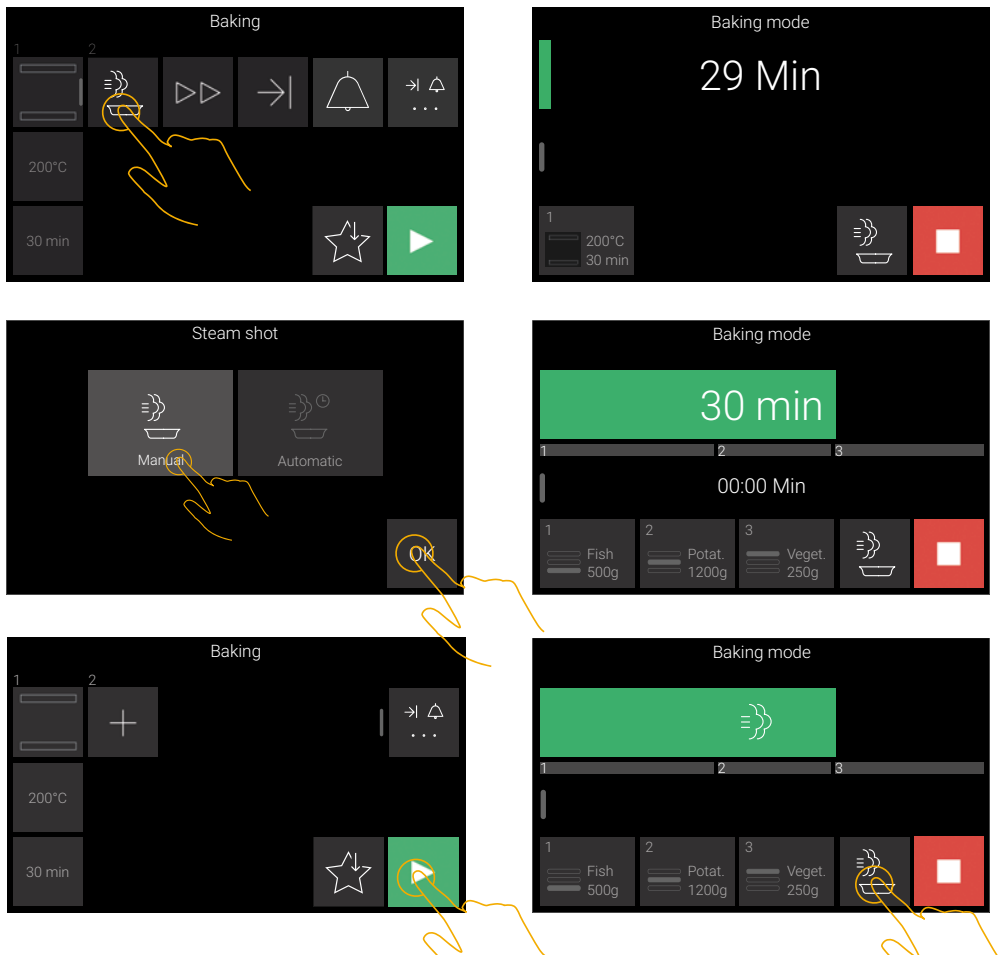 Baking
1
2
...
200°C
30 min
Baking mode
29 Min
1
200°C
30 min
Steam shot
Manual
Automatic
OK
Baking mode
30 min
1 2 3
00:00 Min
1 2 3
Fish Potat. Veget.
500g 1200g 250g
Baking
1 2
...
200°C
30 min
Baking mode
1 2 3
1 2 3
Fish Potat. Veget.
500g 1200g 250g